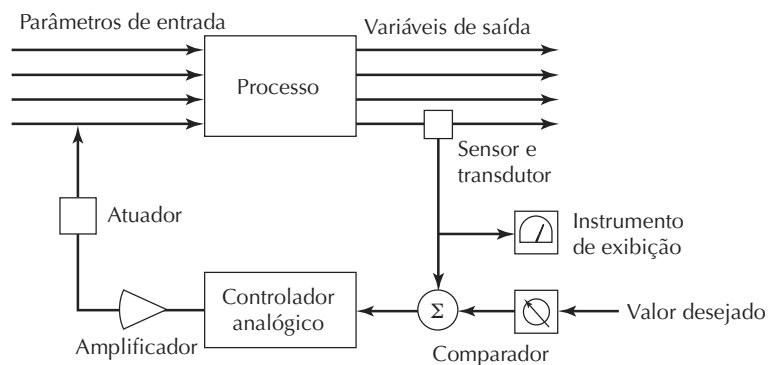 Parâmetros de entrada
Variáveis de saída
Processo
Sensor e
transdutor
Atuador
Instrumento
de exibição
Controlador
analógico
Σ
Valor desejado
Amplificador
Comparador